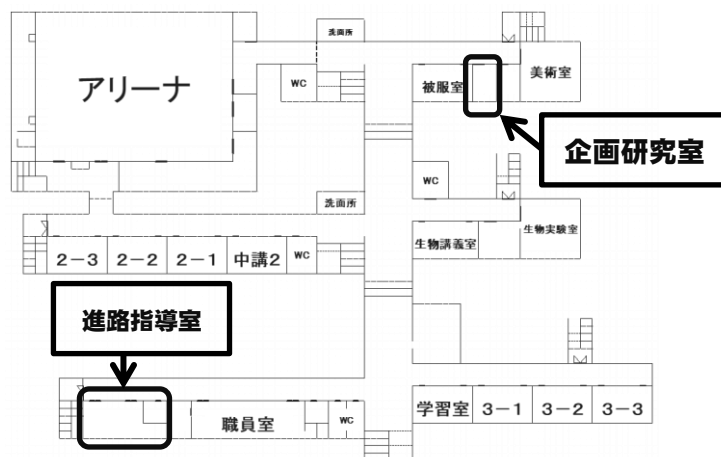 洗面所
アリーナ
WC
被服室
美術室
企画研究室
WC
洗面所
2-3
2-2
2-1
中講2
WC
生物講義室
生物実験室
進路指導室
職員室
WC
学習室
3-1
3-2
3-3